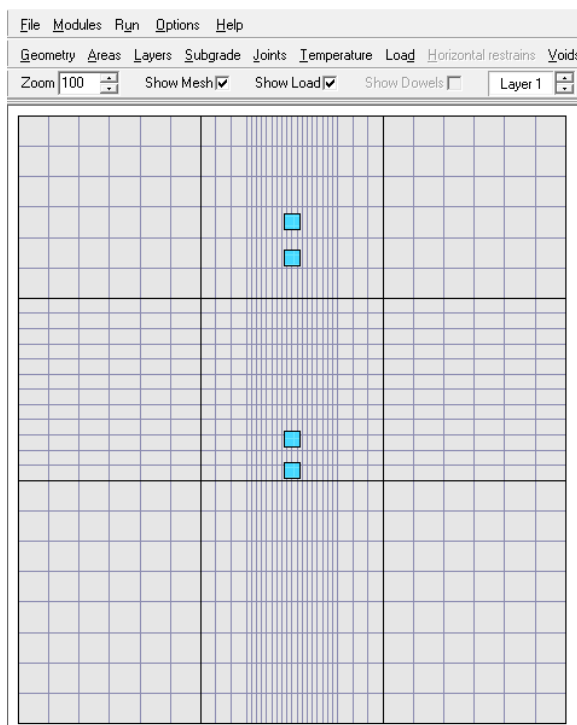 File Modules Run Options Help
Geometry Areas Layers Subgrade Joints Temperature Load Horizontal restrains Voids
Zoom 100 Show Mesh Show Load Show Dowels Layer 1